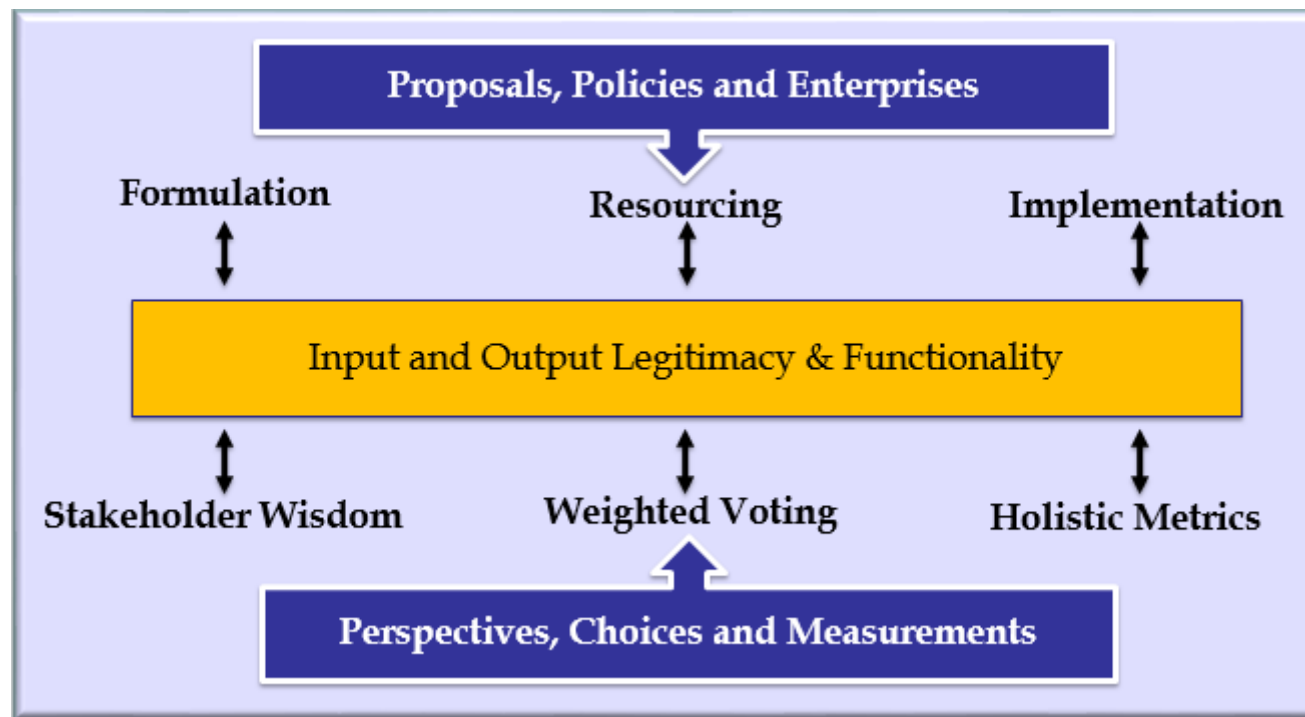 Proposals, Policies and Enterprises
Formulation
Resourcing
Implementation
Input and Output Legitimacy & Functionality
Stakeholder Wisdom
Weighted Voting
Holistic Metrics
Perspectives, Choices and Measurements